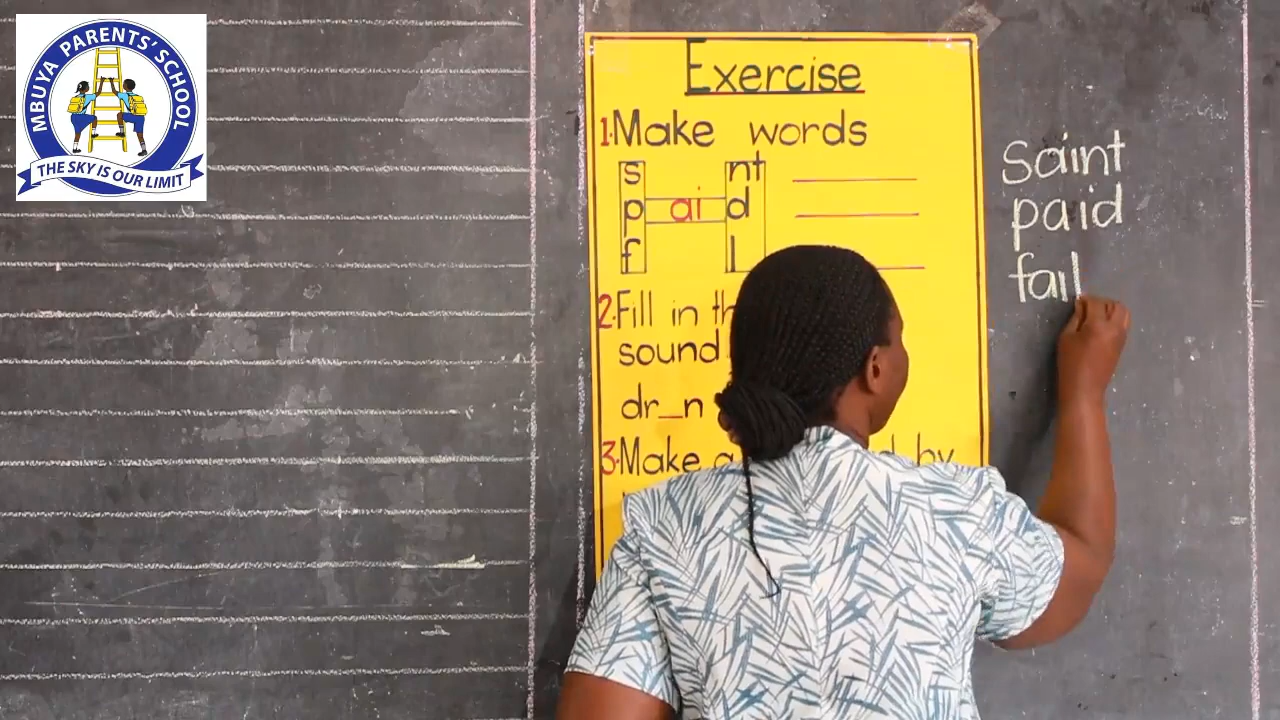 MBUYA PARENTS' SCHOOL
THE SKY IS OUR LIMIT
Exercise
1. Make words
s nt
p ai d
f l
2. Fill in
sound
dr_n
3. Make a by
saint
paid
fail